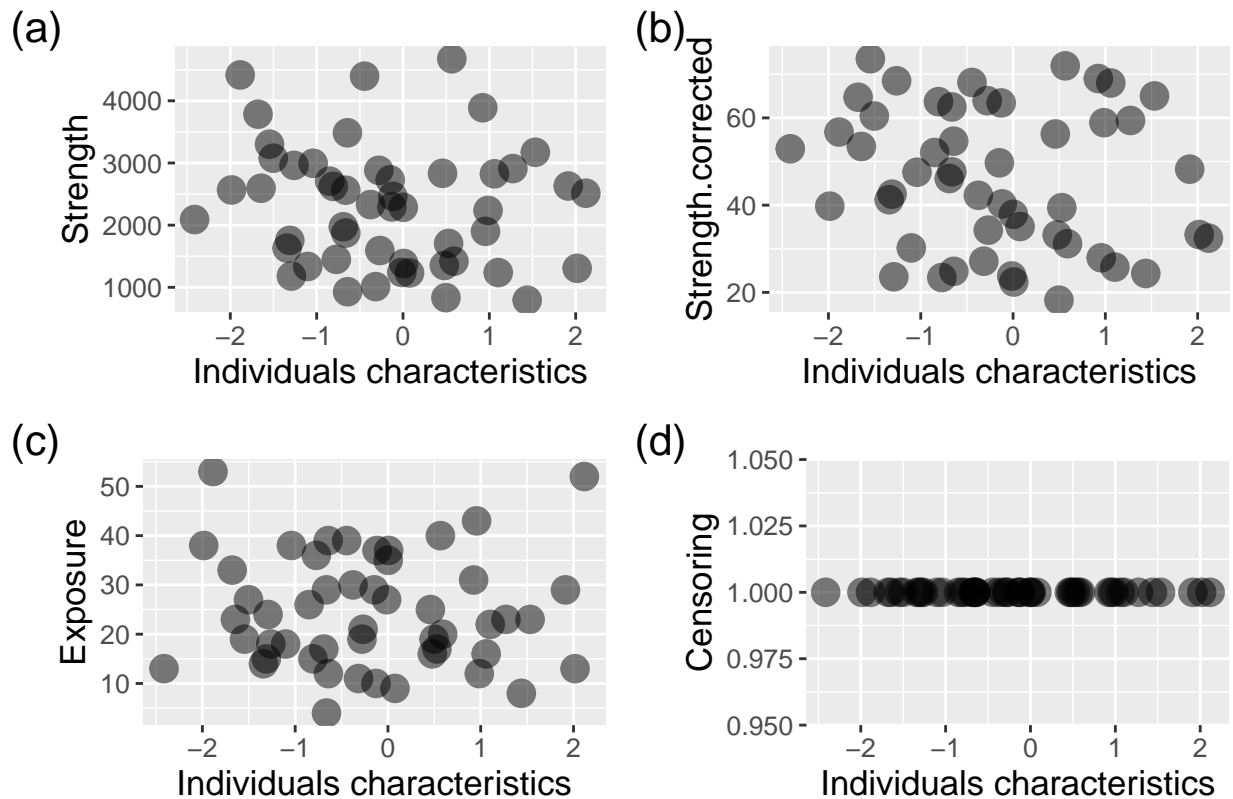 (a)
Strength
4000
3000
2000
1000
−2 −1 0 1 2
Individuals characteristics
(b)
Strength.corrected
60
40
20
−2 −1 0 1 2
Individuals characteristics
(c)
Exposure
50
40
30
20
10
−2 −1 0 1 2
Individuals characteristics
(d)
Censoring
1.050
1.025
1.000
0.975
0.950
−2 −1 0 1 2
Individuals characteristics